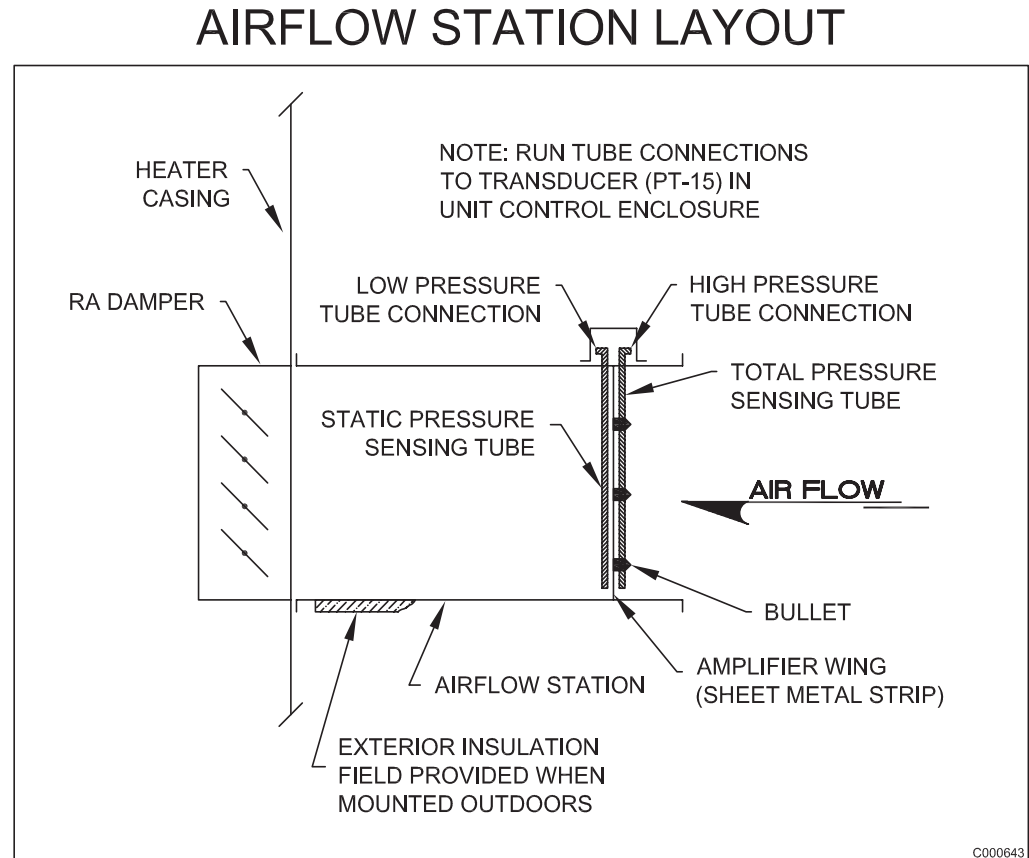 AIRFLOW STATION LAYOUT
HEATER
CASING
NOTE: RUN TUBE CONNECTIONS
TO TRANSDUCER (PT-15) IN
UNIT CONTROL ENCLOSURE
RA DAMPER
LOW PRESSURE
TUBE CONNECTION
HIGH PRESSURE
TUBE CONNECTION
TOTAL PRESSURE
SENSING TUBE
STATIC PRESSURE
SENSING TUBE
AIR FLOW
BULLET
AMPLIFIER WING
(SHEET METAL STRIP)
AIRFLOW STATION
EXTERIOR INSULATION
FIELD PROVIDED WHEN
MOUNTED OUTDOORS
C000643